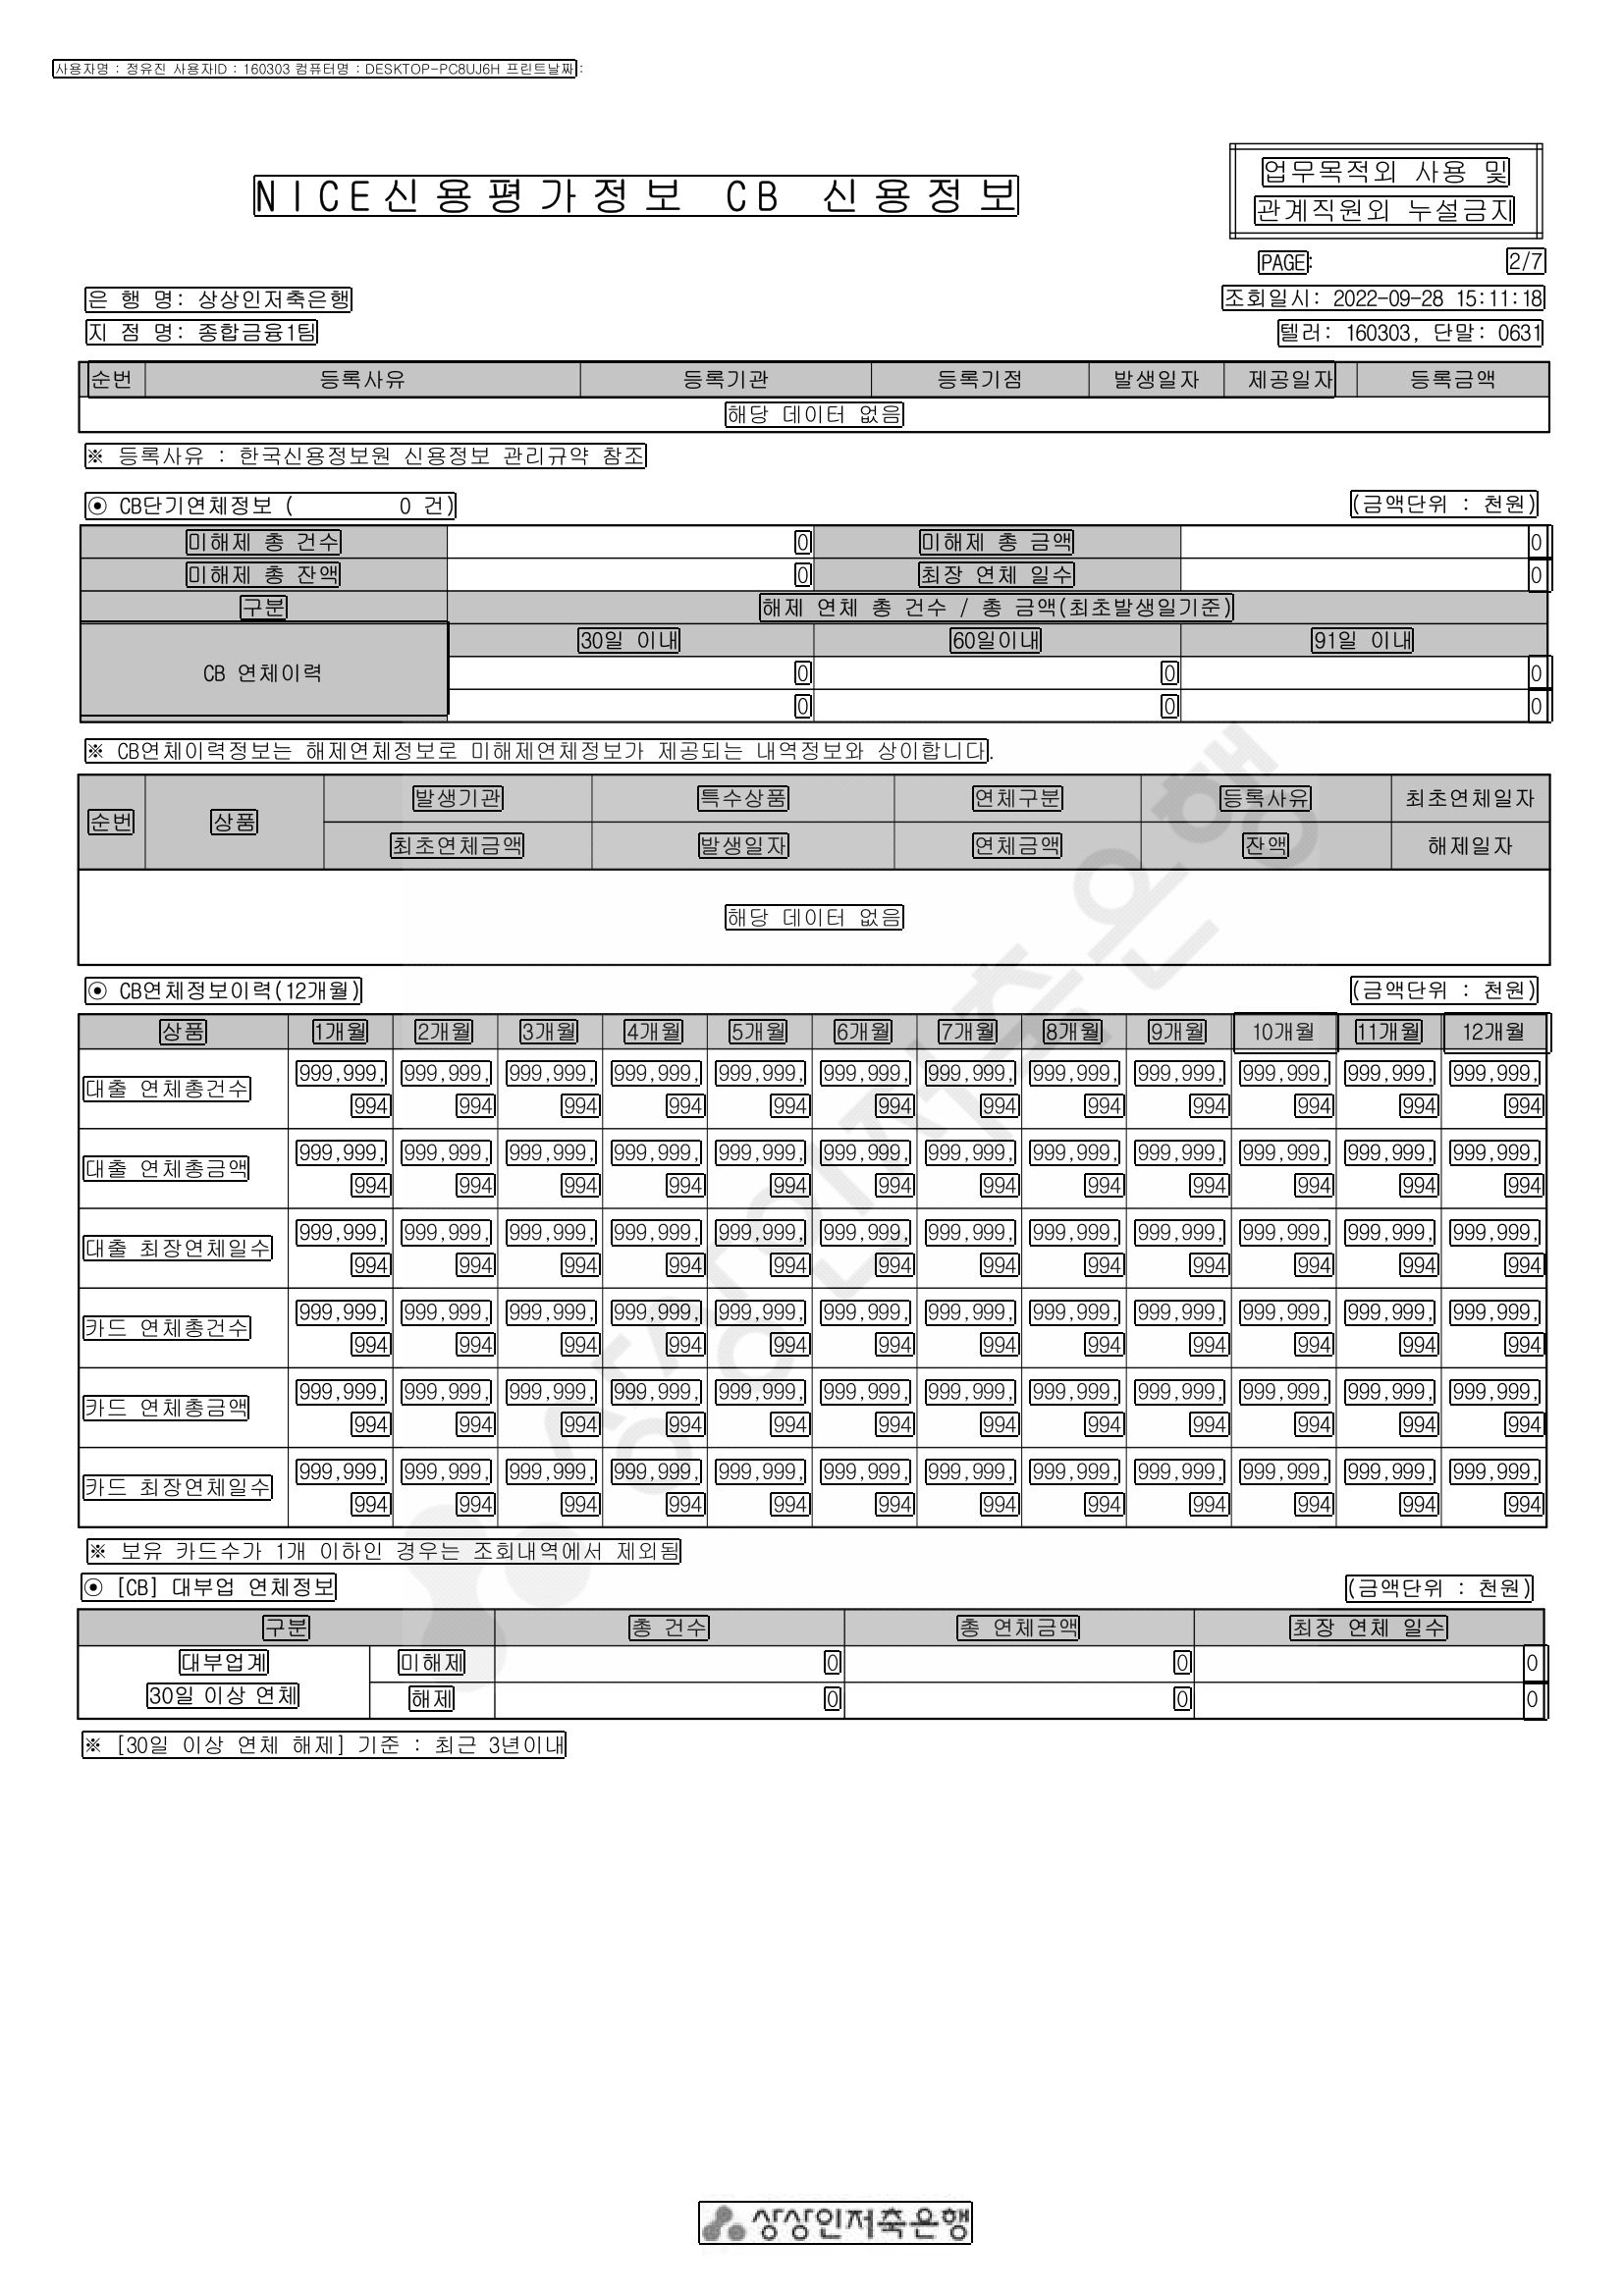 사용자명 : 정유진 사용자ID : 160303 컴퓨터명 : DESKTOP-PC8UJ6H 프린트날짜:
업무목적외 사용 및
NICE신용평가정보 CB 신용정보
관계직원외 누설금지
PAGE: 2/7
은 행 명: 상상인저축은행 조회일시: 2022-09-28 15:11:18
지 점 명: 종합금융1팀 텔러: 160303, 단말: 0631
순번 등록사유 등록기관 등록기점 발생일자 제공일자 등록금액
해당 데이터 없음
※ 등록사유 : 한국신용정보원 신용정보 관리규약 참조
⊙ CB단기연체정보 ( 0 건) (금액단위 : 천원)
미해제 총 건수 0 미해제 총 금액 0
미해제 총 잔액 0 최장 연체 일수 0
구분 해제 연체 총 건수 / 총 금액(최초발생일기준)
30일 이내 60일이내 91일 이내
CB 연체이력 0 0 0
0 0 0
※ CB연체이력정보는 해제연체정보로 미해제연체정보가 제공되는 내역정보와 상이합니다.
발생기관 특수상품 연체구분 등록사유 최초연체일자
순번 상품
최초연체금액 발생일자 연체금액 잔액 해제일자
해당 데이터 없음
⊙ CB연체정보이력(12개월) (금액단위 : 천원)
상품 1개월 2개월 3개월 4개월 5개월 6개월 7개월 8개월 9개월 10개월 11개월 12개월
999,999, 999,999, 999,999, 999,999, 999,999, 999,999, 999,999, 999,999, 999,999, 999,999, 999,999, 999,999,
대출 연체총건수
994 994 994 994 994 994 994 994 994 994 994 994
999,999, 999,999, 999,999, 999,999, 999,999, 999,999, 999,999, 999,999, 999,999, 999,999, 999,999, 999,999,
대출 연체총금액
994 994 994 994 994 994 994 994 994 994 994 994
999,999, 999,999, 999,999, 999,999, 999,999, 999,999, 999,999, 999,999, 999,999, 999,999, 999,999, 999,999,
대출 최장연체일수
994 994 994 994 994 994 994 994 994 994 994 994
999,999, 999,999, 999,999, 999,999, 999,999, 999,999, 999,999, 999,999, 999,999, 999,999, 999,999, 999,999,
카드 연체총건수
994 994 994 994 994 994 994 994 994 994 994 994
999,999, 999,999, 999,999, 999,999, 999,999, 999,999, 999,999, 999,999, 999,999, 999,999, 999,999, 999,999,
카드 연체총금액
994 994 994 994 994 994 994 994 994 994 994 994
999,999, 999,999, 999,999, 999,999, 999,999, 999,999, 999,999, 999,999, 999,999, 999,999, 999,999, 999,999,
카드 최장연체일수
994 994 994 994 994 994 994 994 994 994 994 994
※ 보유 카드수가 1개 이하인 경우는 조회내역에서 제외됨
⊙ [CB] 대부업 연체정보 (금액단위 : 천원)
구분 총 건수 총 연체금액 최장 연체 일수
대부업계 미해제 0 0 0
30일 이상 연체 해제 0 0 0
※ [30일 이상 연체 해제] 기준 : 최근 3년이내
상상인저축은행
상상인저축은행